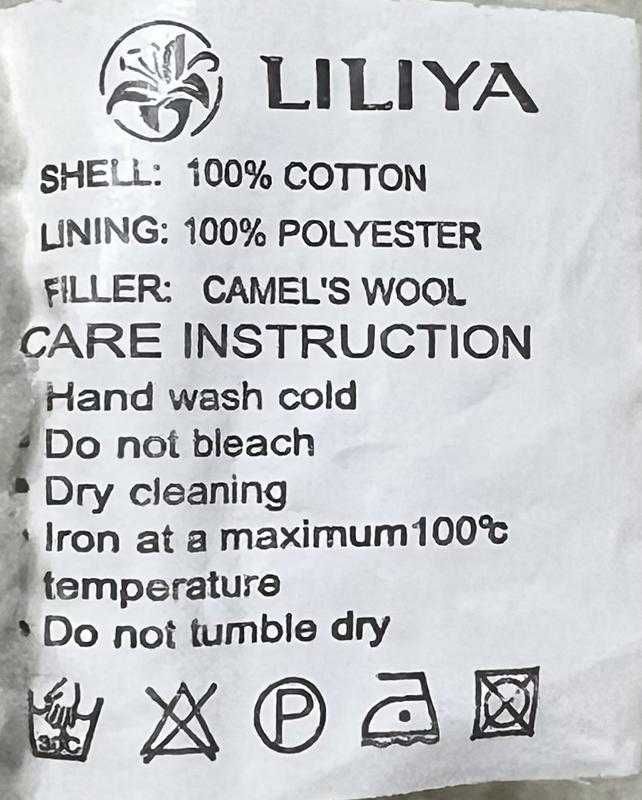 LILIYA
SHELL: 100% COTTON
LINING: 100% POLYESTER
FILLER: CAMEL'S WOOL
CARE INSTRUCTION
Hand wash cold
• Do not bleach
• Dry cleaning
• Iron at a maximum100℃
temperature
• Do not tumble dry
30℃ P